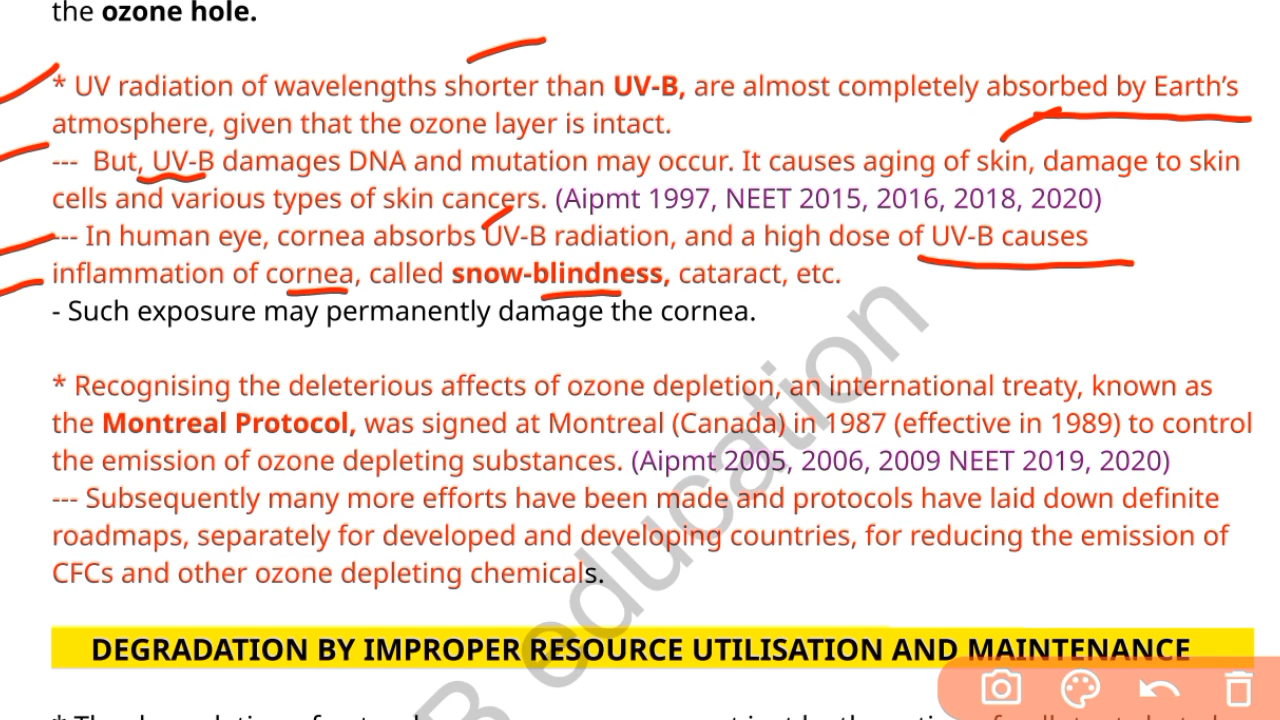 the ozone hole.
* UV radiation of wavelengths shorter than UV-B, are almost completely absorbed by Earth’s
atmosphere, given that the ozone layer is intact.
--- But, UV-B damages DNA and mutation may occur. It causes aging of skin, damage to skin
cells and various types of skin cancers. (Aipmt 1997, NEET 2015, 2016, 2018, 2020)
--- In human eye, cornea absorbs UV-B radiation, and a high dose of UV-B causes
inflammation of cornea, called snow-blindness, cataract, etc.
- Such exposure may permanently damage the cornea.
* Recognising the deleterious affects of ozone depletion, an international treaty, known as
the Montreal Protocol, was signed at Montreal (Canada) in 1987 (effective in 1989) to control
the emission of ozone depleting substances. (Aipmt 2005, 2006, 2009 NEET 2019, 2020)
--- Subsequently many more efforts have been made and protocols have laid down definite
roadmaps, separately for developed and developing countries, for reducing the emission of
CFCs and other ozone depleting chemicals.
B education
DEGRADATION BY IMPROPER RESOURCE UTILISATION AND MAINTENANCE